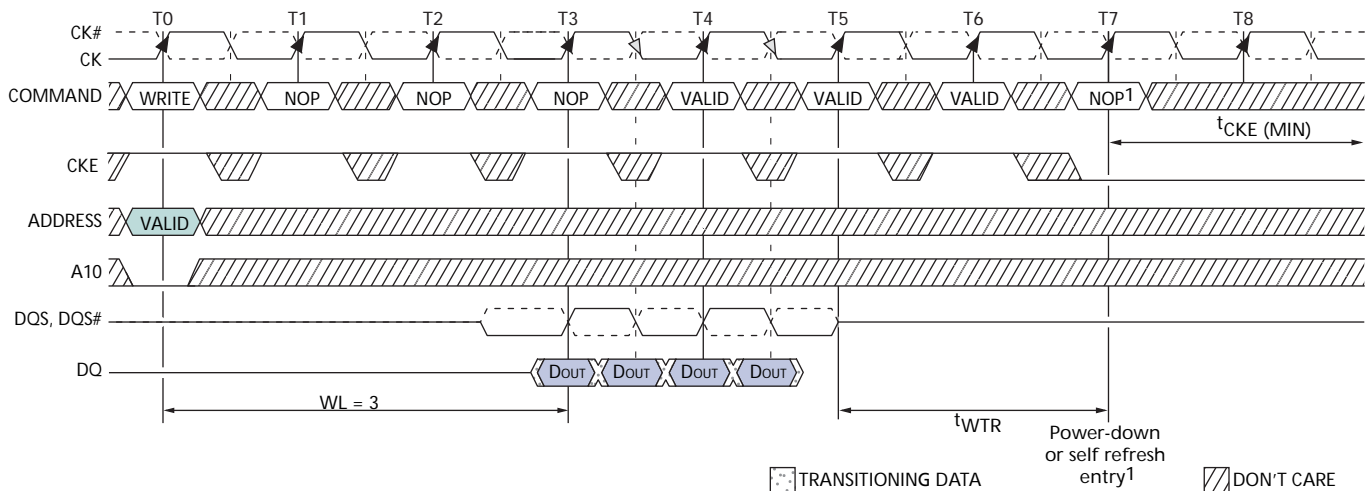 T0 T1 T2 T3 T4 T5 T6 T7 T8
CK#
CK
COMMAND WRITE NOP NOP NOP VALID VALID VALID NOP1
tCKE (MIN)
CKE
ADDRESS VALID
A10
DQS, DQS#
DQ DOUT DOUT DOUT DOUT
WL = 3
tWTR
Power-down
or self refresh
entry1
TRANSITIONING DATA DON'T CARE